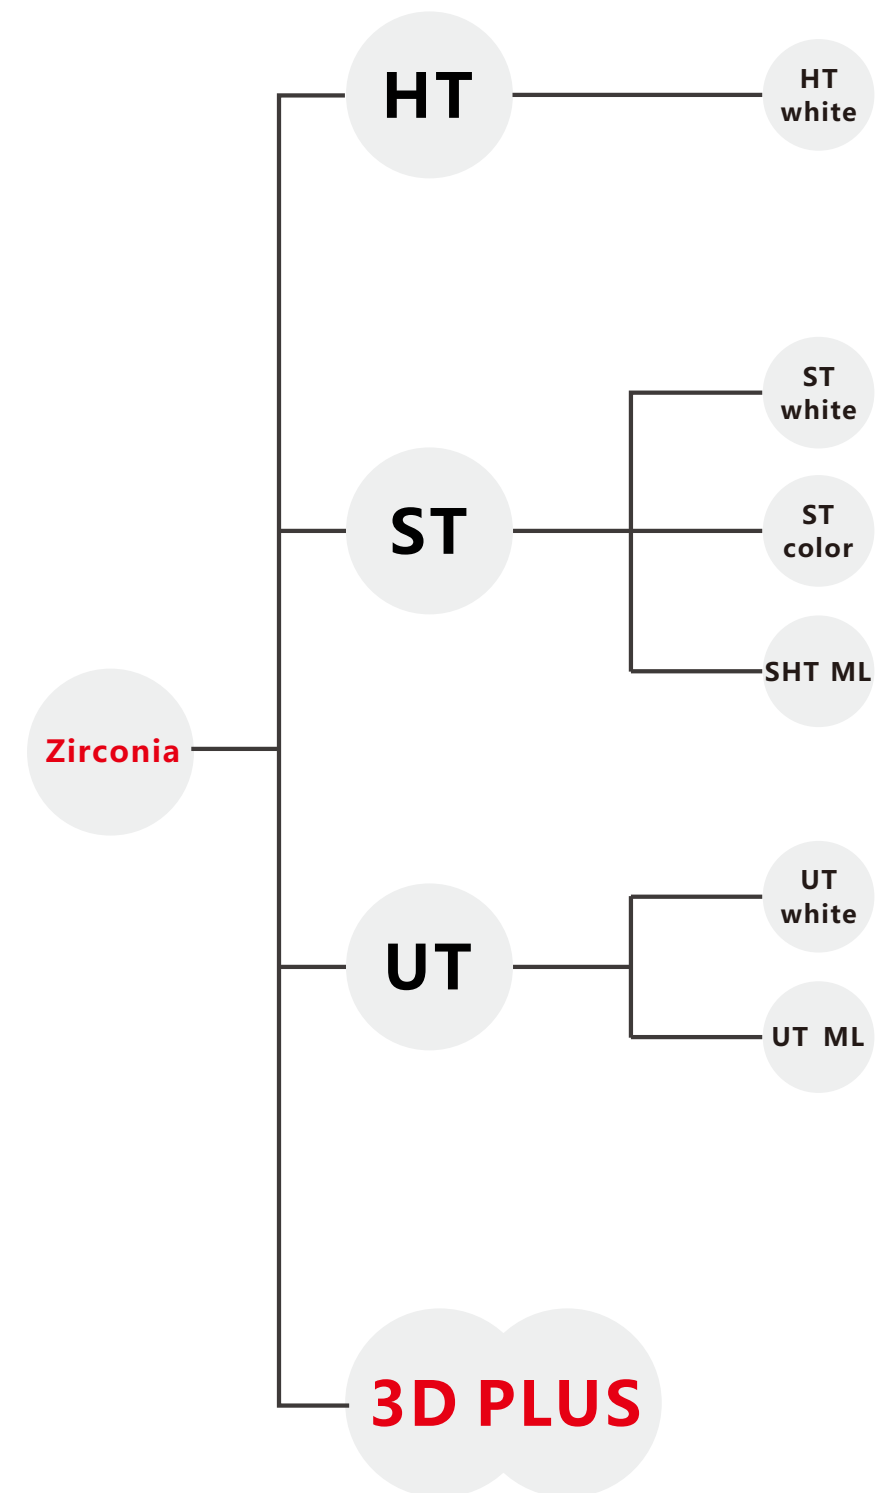 HT
HT
white
ST
white
ST
ST
color
SHT ML
Zirconia
UT
white
UT
UT ML
3D PLUS